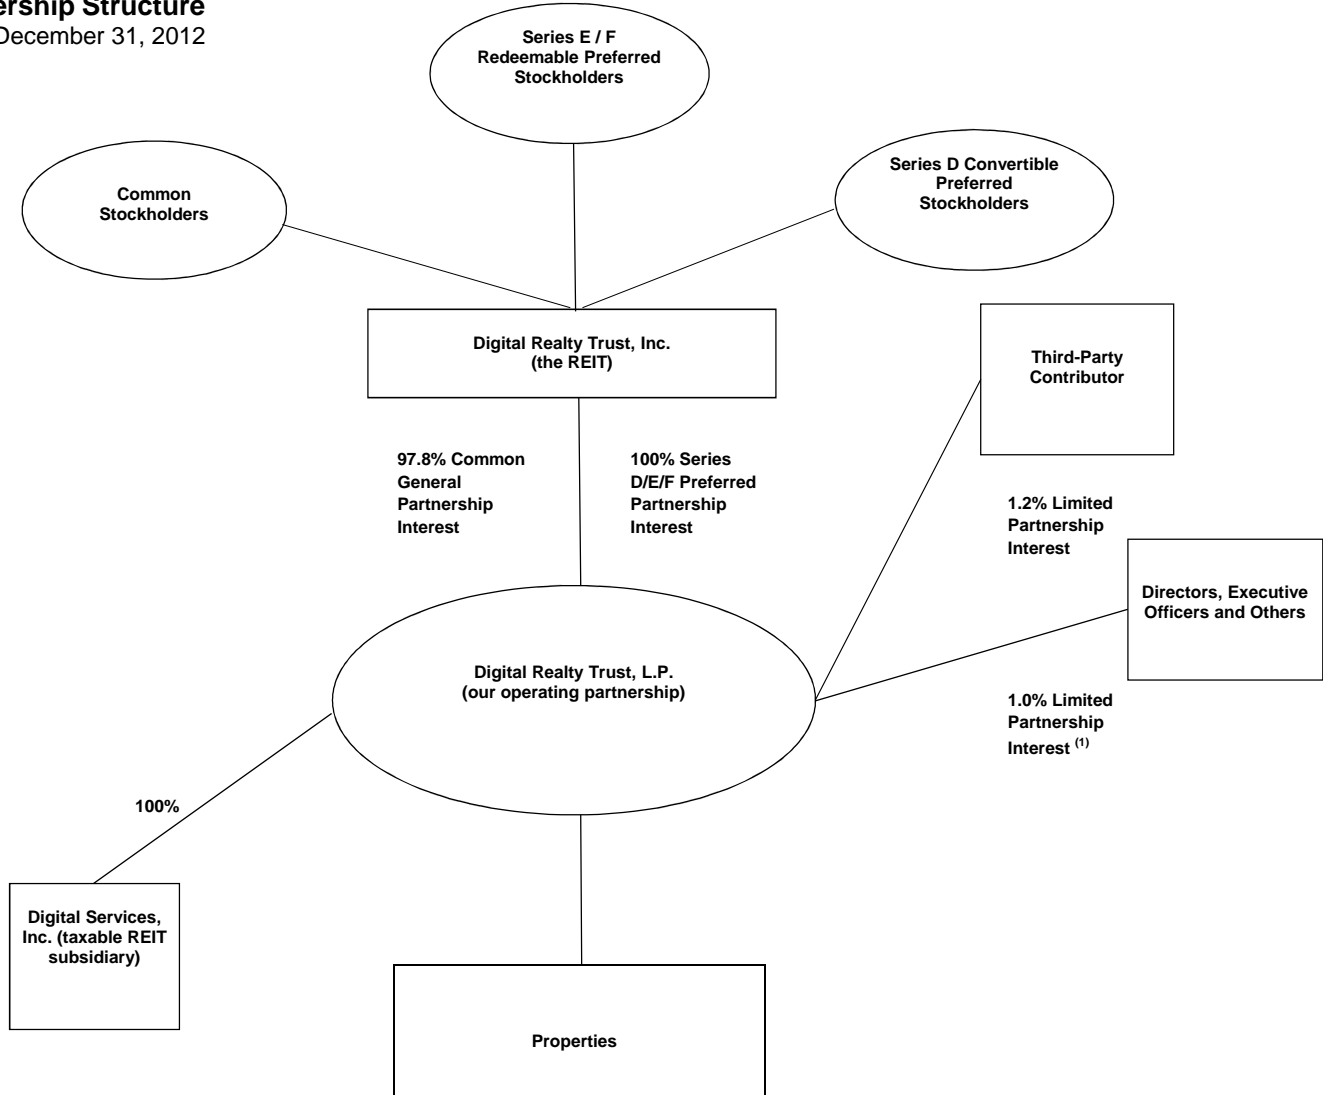 ership Structure
December 31, 2012
Series E / F
Redeemable Preferred
Stockholders
Common
Stockholders
Series D Convertible
Preferred
Stockholders
Digital Realty Trust, Inc.
(the REIT)
Third-Party
Contributor
97.8% Common
General
Partnership
Interest
100% Series
D/E/F Preferred
Partnership
Interest
1.2% Limited
Partnership
Interest
Directors, Executive
Officers and Others
Digital Realty Trust, L.P.
(our operating partnership)
1.0% Limited
Partnership
Interest (1)
100%
Digital Services,
Inc. (taxable REIT
subsidiary)
Properties